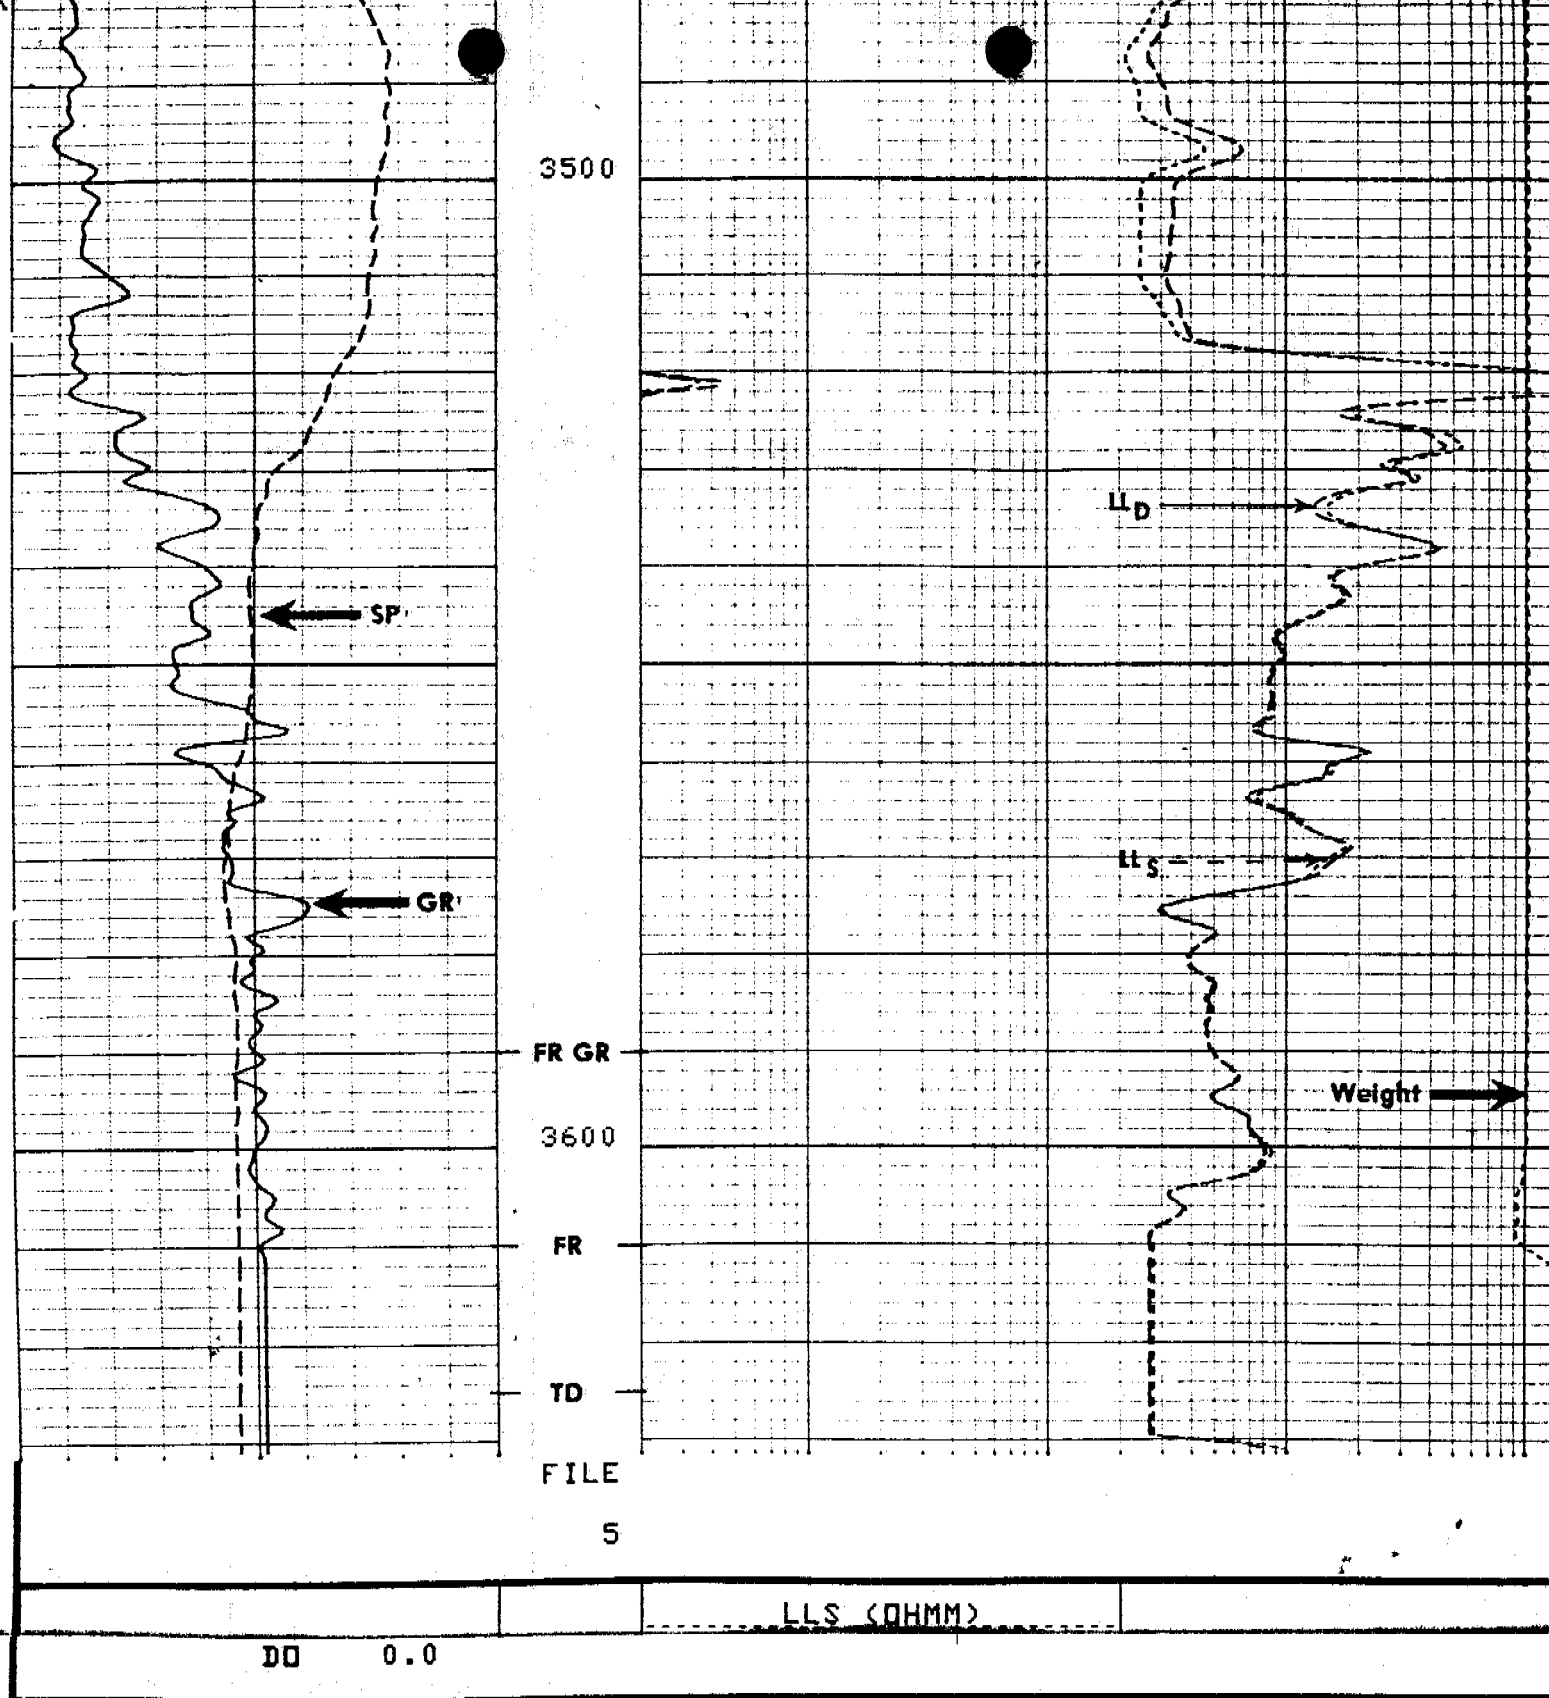 3500
LLD
SP
LLS
GR
FR GR
Weight
3600
FR
TD
FILE
5
LLS (OHMM)
DO 0.0